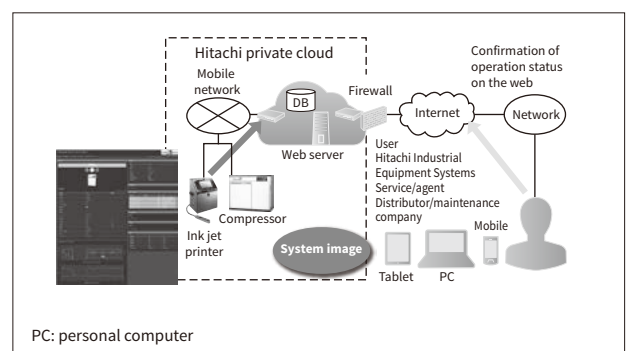 Hitachi private cloud
Mobile
network
DB
Web server
Firewall
Internet
Confirmation of
operation status
on the web
Network
Ink jet
printer
Compressor
System image
User
Hitachi Industrial
Equipment Systems
Service/agent
Distributor/maintenance
company
Tablet
PC
Mobile
PC: personal computer